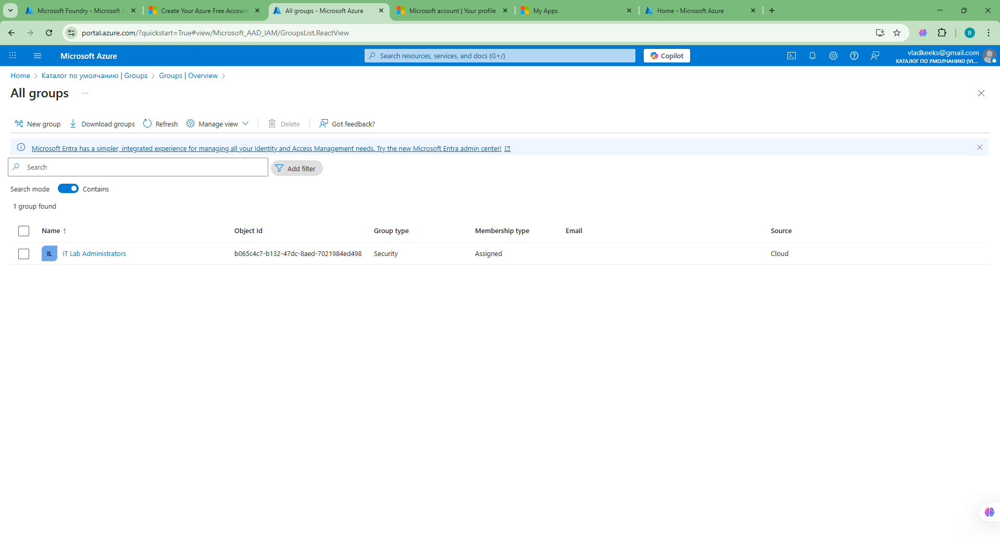 Microsoft Foundry - Microsoft A
Create Your Azure Free Account
All groups - Microsoft Azure
Microsoft account | Your profile
My Apps
Home - Microsoft Azure
portal.azure.com/?quickstart=True#view/Microsoft_AAD_IAM/GroupsList.ReactView
B
Microsoft Azure
Search resources, services, and docs (G+/)
Copilot
vladkeeks@gmail.com
КАТАЛОГ ПО УМОЛЧАНИЮ (VL...
Home > Каталог по умолчанию | Groups > Groups | Overview >
All groups ...
New group
Download groups
Refresh
Manage view
Delete
Got feedback?
Microsoft Entra has a simpler, integrated experience for managing all your Identity and Access Management needs. Try the new Microsoft Entra admin center!
Search
Add filter
Search mode Contains
1 group found
Name ↑ Object Id Group type Membership type Email Source
IL IT Lab Administrators b065c4c7-b132-47dc-8aed-7021984ed498 Security Assigned Cloud